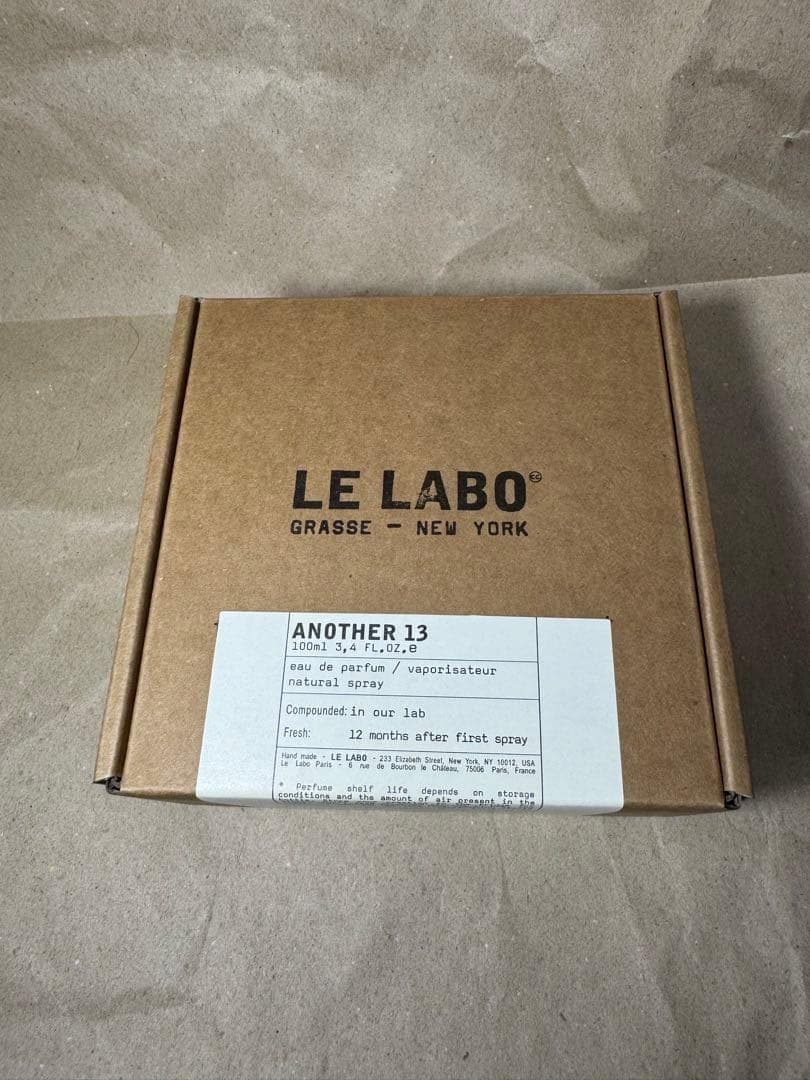 LE LABO
GRASSE - NEW YORK
ANOTHER 13
100ml 3,4 FL.OZ.e
eau de parfum / vaporisateur
natural spray
Compounded: in our lab
Fresh: 12 months after first spray
Hand made - LE LABO - 233 Elizabeth Street, New York, NY 10012, USA
Le Labo Paris - 6 rue de Bourbon le Château, 75006 Paris, France
* Perfume shelf life depends on storage
conditions and the amount of air present in the